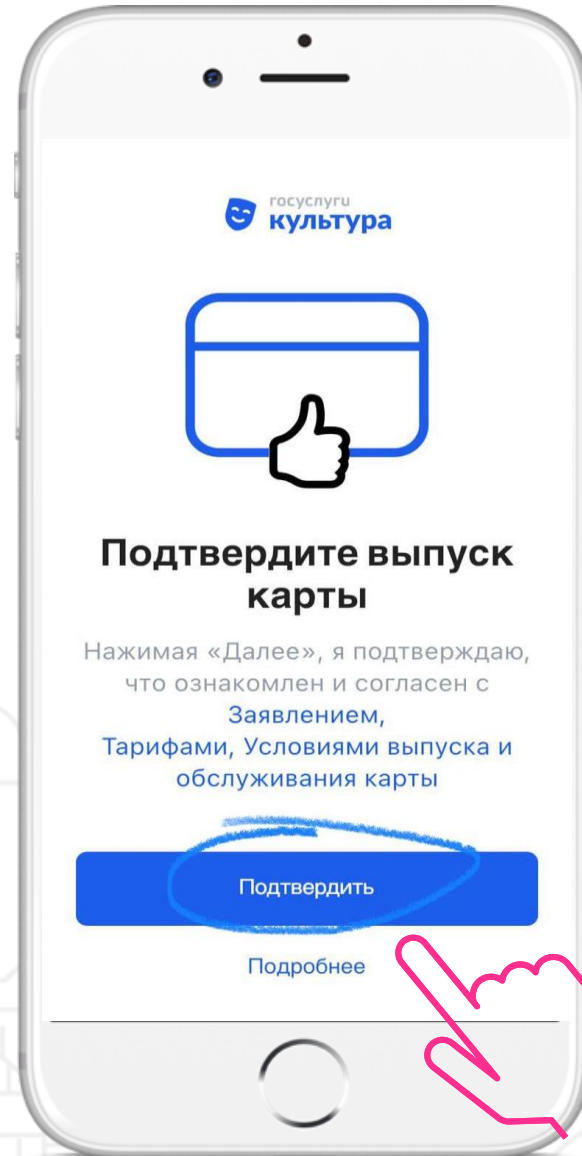 госуслуги
культура
Подтвердите выпуск
карты
Нажимая «Далее», я подтверждаю,
что ознакомлен и согласен с
Заявлением,
Тарифами, Условиями выпуска и
обслуживания карты
Подтвердить
Подробнее